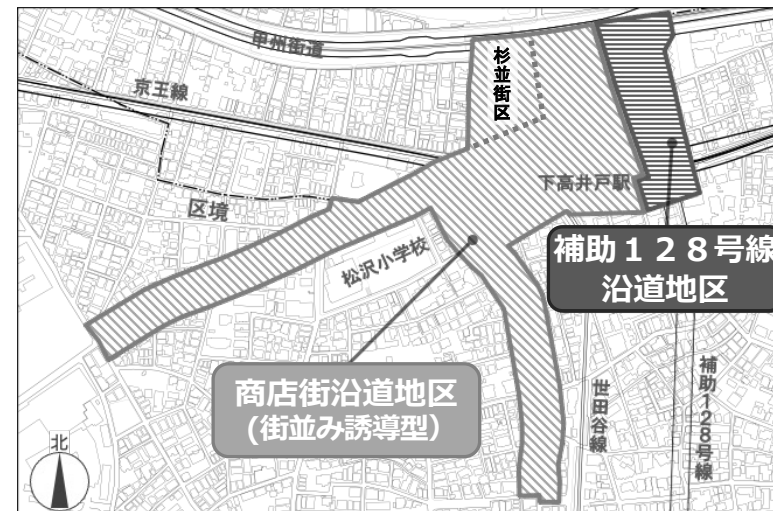 甲州街道
杉並街区
京王線
下高井戸駅
区境
松沢小学校
補助128号線
沿道地区
商店街沿道地区
(街並み誘導型)
世田谷線
補助128号線
北